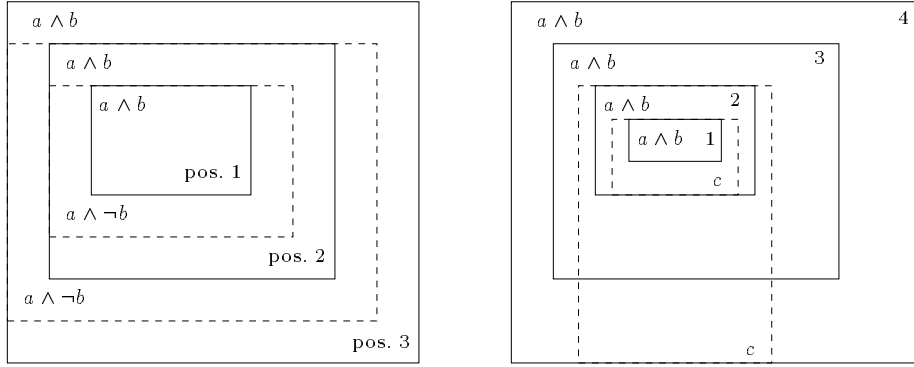 a ∧ b
a ∧ b
a ∧ b
pos. 1
a ∧ ¬b
pos. 2
a ∧ ¬b
pos. 3
a ∧ b 4
a ∧ b 3
a ∧ b 2
a ∧ b 1
c
c